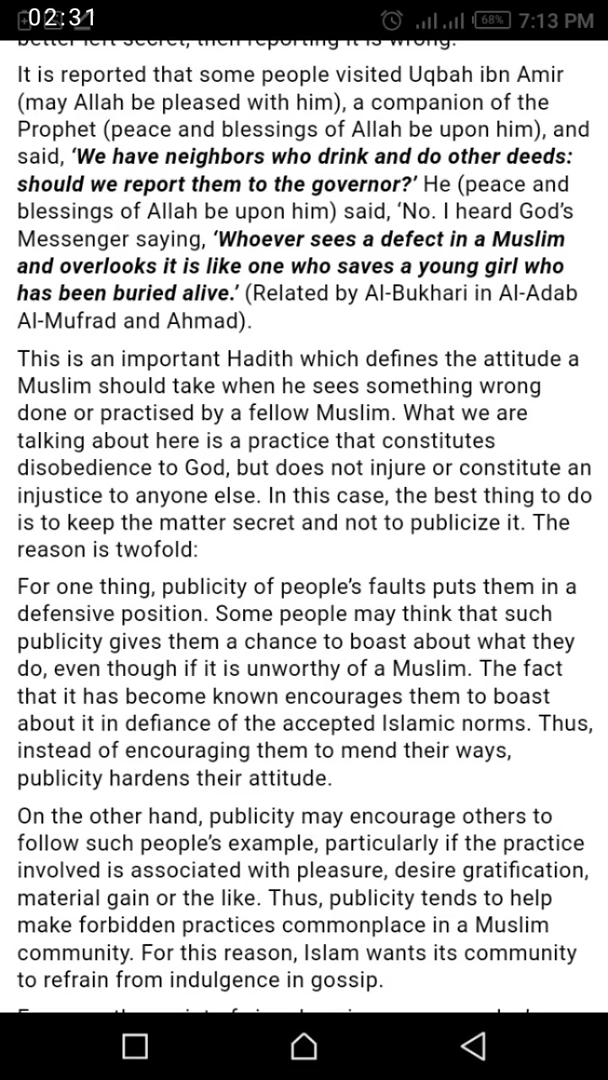 02:31
68% 7:13 PM
better left secret, then reporting it is wrong.
It is reported that some people visited Uqbah ibn Amir
(may Allah be pleased with him), a companion of the
Prophet (peace and blessings of Allah be upon him), and
said, ‘We have neighbors who drink and do other deeds:
should we report them to the governor?’ He (peace and
blessings of Allah be upon him) said, ‘No. I heard God’s
Messenger saying, ‘Whoever sees a defect in a Muslim
and overlooks it is like one who saves a young girl who
has been buried alive.’ (Related by Al-Bukhari in Al-Adab
Al-Mufrad and Ahmad).
This is an important Hadith which defines the attitude a
Muslim should take when he sees something wrong
done or practised by a fellow Muslim. What we are
talking about here is a practice that constitutes
disobedience to God, but does not injure or constitute an
injustice to anyone else. In this case, the best thing to do
is to keep the matter secret and not to publicize it. The
reason is twofold:
For one thing, publicity of people’s faults puts them in a
defensive position. Some people may think that such
publicity gives them a chance to boast about what they
do, even though if it is unworthy of a Muslim. The fact
that it has become known encourages them to boast
about it in defiance of the accepted Islamic norms. Thus,
instead of encouraging them to mend their ways,
publicity hardens their attitude.
On the other hand, publicity may encourage others to
follow such people’s example, particularly if the practice
involved is associated with pleasure, desire gratification,
material gain or the like. Thus, publicity tends to help
make forbidden practices commonplace in a Muslim
community. For this reason, Islam wants its community
to refrain from indulgence in gossip.